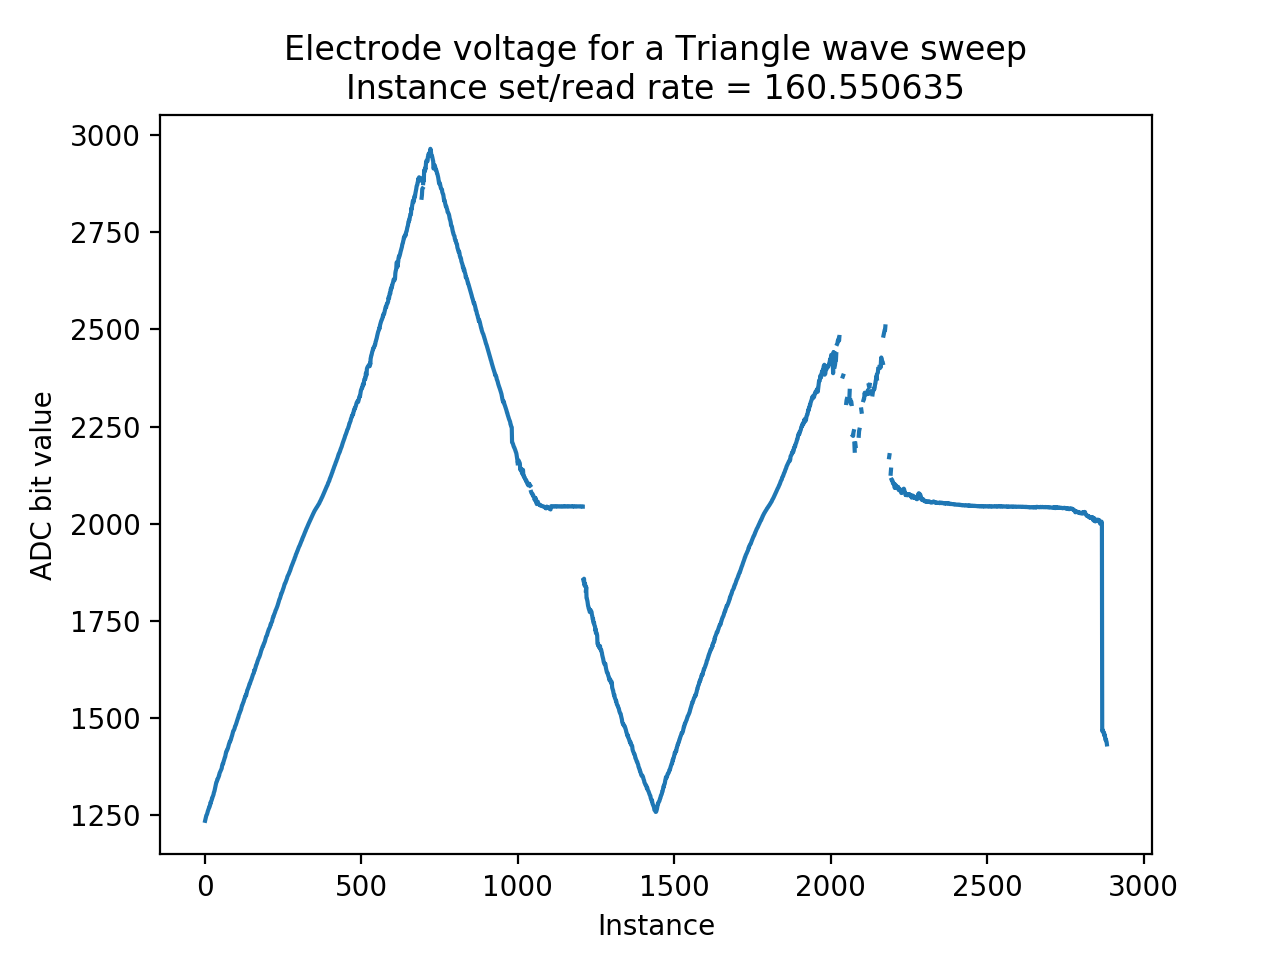 Electrode voltage for a Triangle wave sweep
Instance set/read rate = 160.550635
3000
2750
2500
2250
2000
1750
1500
1250
ADC bit value
0 500 1000 1500 2000 2500 3000
Instance